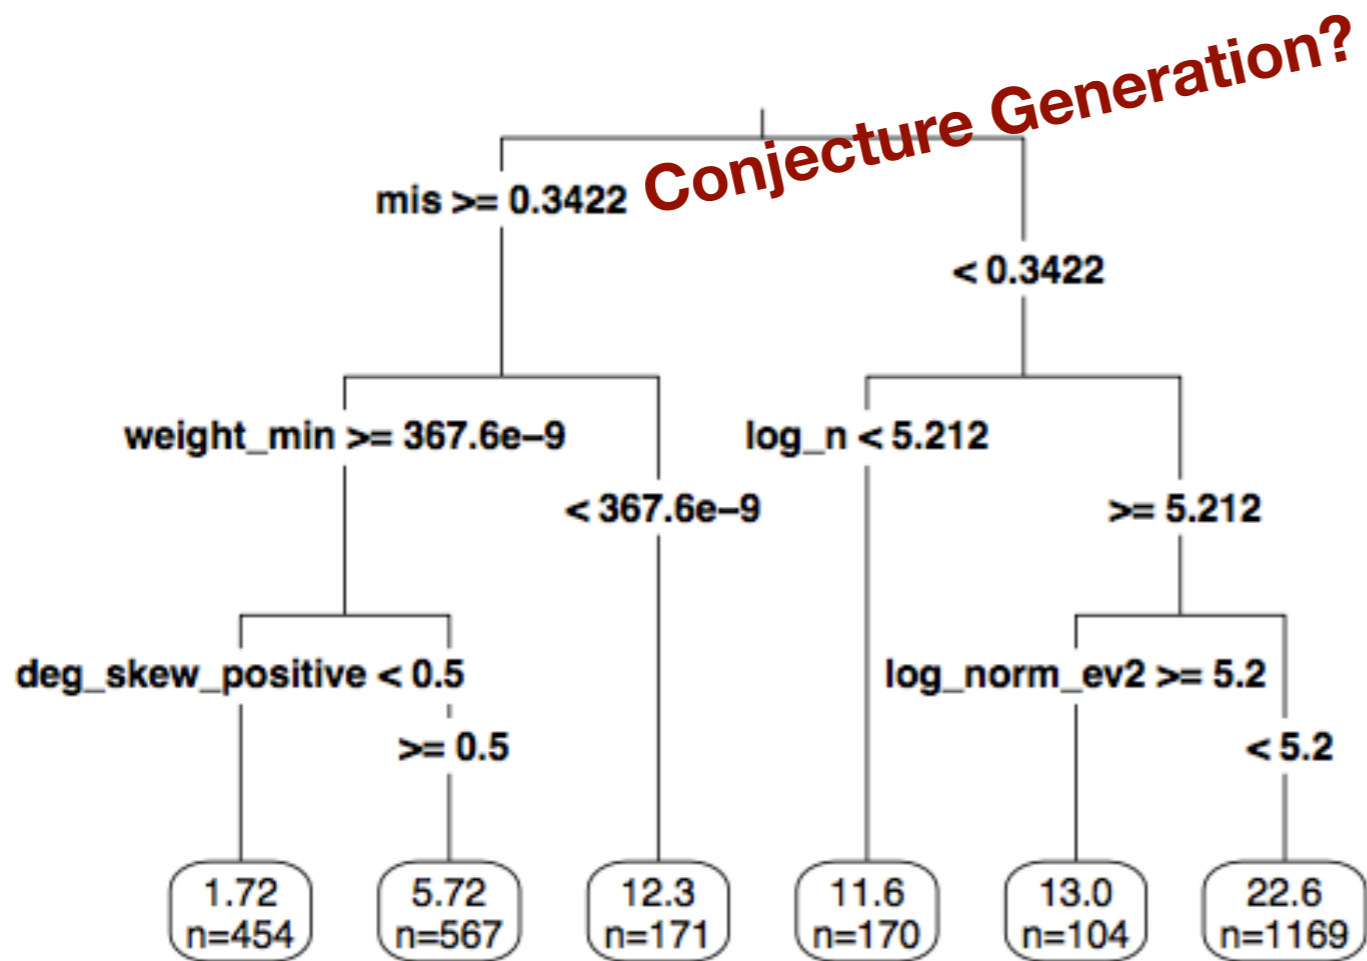 Conjecture Generation?
mis >= 0.3422
< 0.3422
weight_min >= 367.6e−9
< 367.6e−9
log_n < 5.212
>= 5.212
deg_skew_positive < 0.5
>= 0.5
log_norm_ev2 >= 5.2
< 5.2
1.72
n=454
5.72
n=567
12.3
n=171
11.6
n=170
13.0
n=104
22.6
n=1169